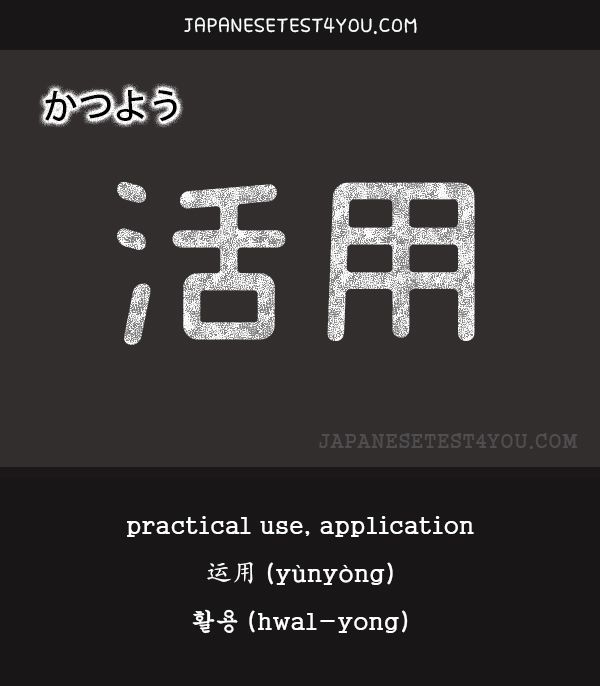 JAPANESETEST4YOU.COM
かつよう
活用
JAPANESETEST4YOU.COM
practical use, application
运用 (yùnyòng)
활용 (hwal-yong)